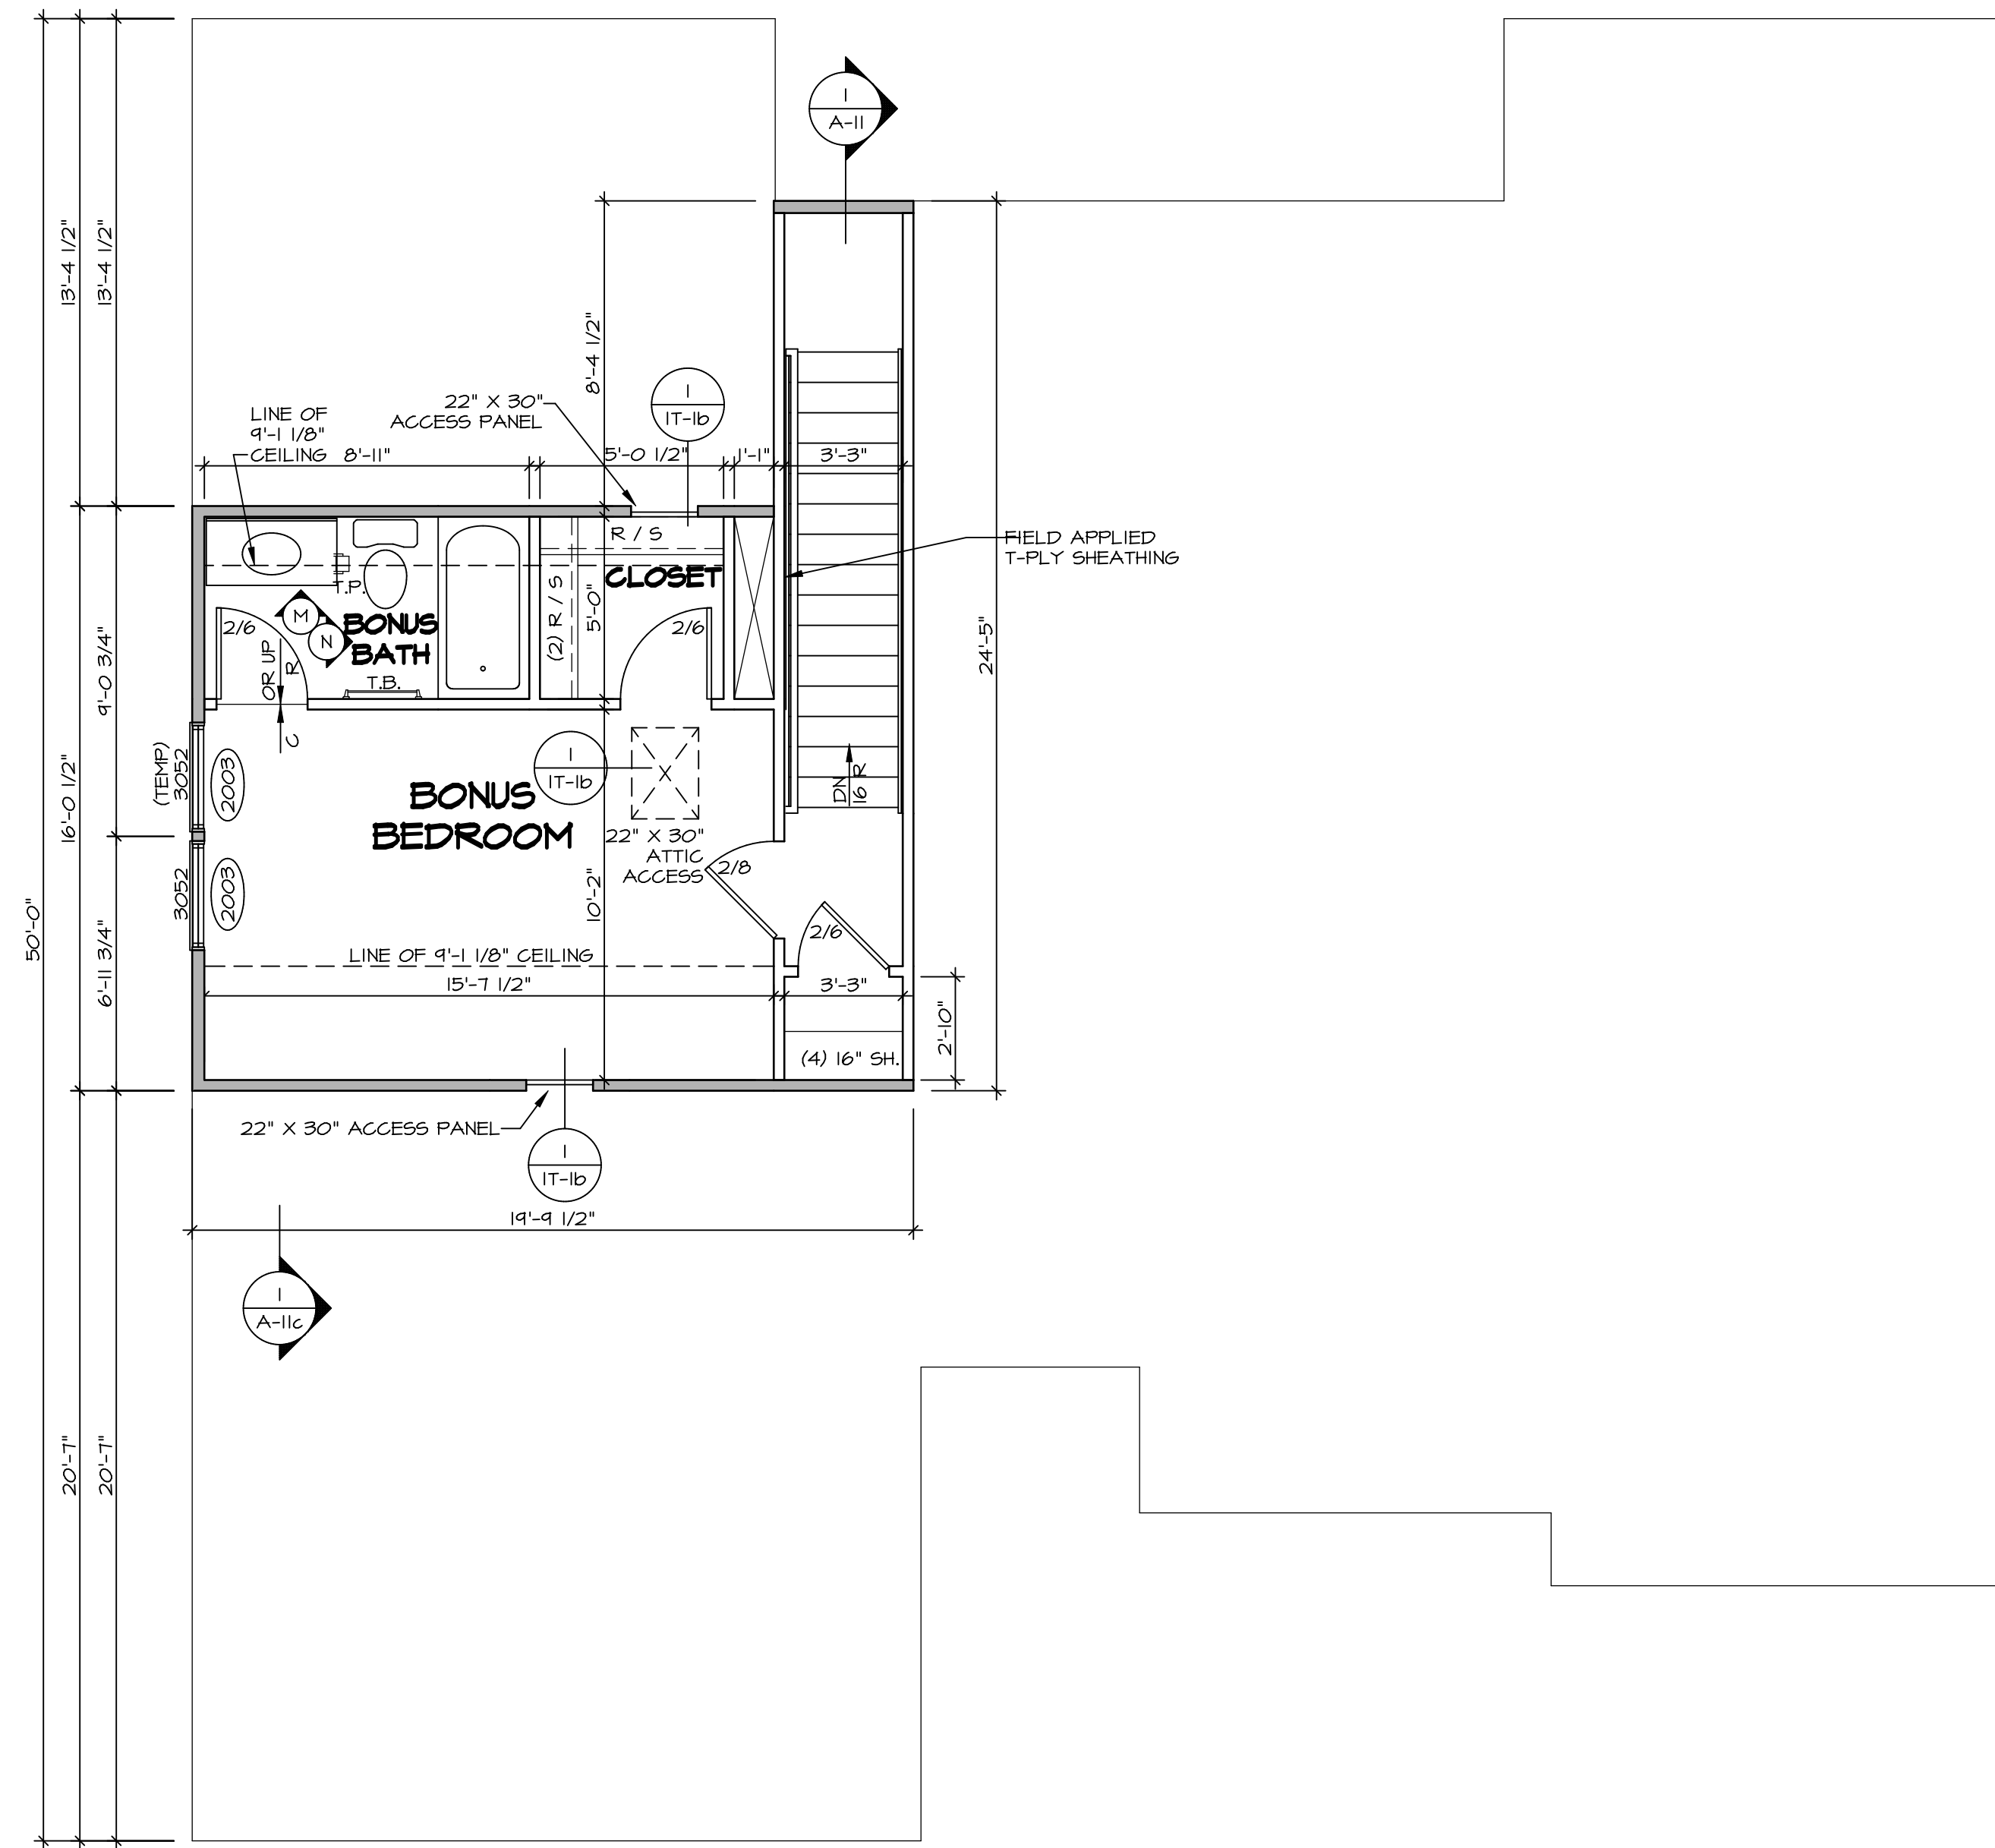 1
A-11
13'-4 1/2"
13'-4 1/2"
8'-4 1/2"
22" X 30"
ACCESS PANEL
1
1T-1b
LINE OF
9'-1 1/8"
CEILING
8'-11"
5'-0 1/2"
1'-1"
3'-3"
R / S
CLOSET
(2) R / S
5'-0"
2/6
T.P.
M
N
BONUS
BATH
T.B.
2/6
OR UP
R
C
FIELD APPLIED
T-PLY SHEATHING
24'-5"
9'-0 3/4"
16'-0 1/2"
(TEMP)
3052
2003
1
1T-1b
X
BONUS
BEDROOM
22" X 30"
ATTIC
ACCESS
DN
16 R
2/8
3052
2003
50'-0"
6'-11 3/4"
10'-2"
2/6
LINE OF 9'-1 1/8" CEILING
15'-7 1/2"
3'-3"
2'-10"
(4) 16" SH.
22" X 30" ACCESS PANEL
1
1T-1b
19'-9 1/2"
1
A-11c
20'-7"
20'-7"